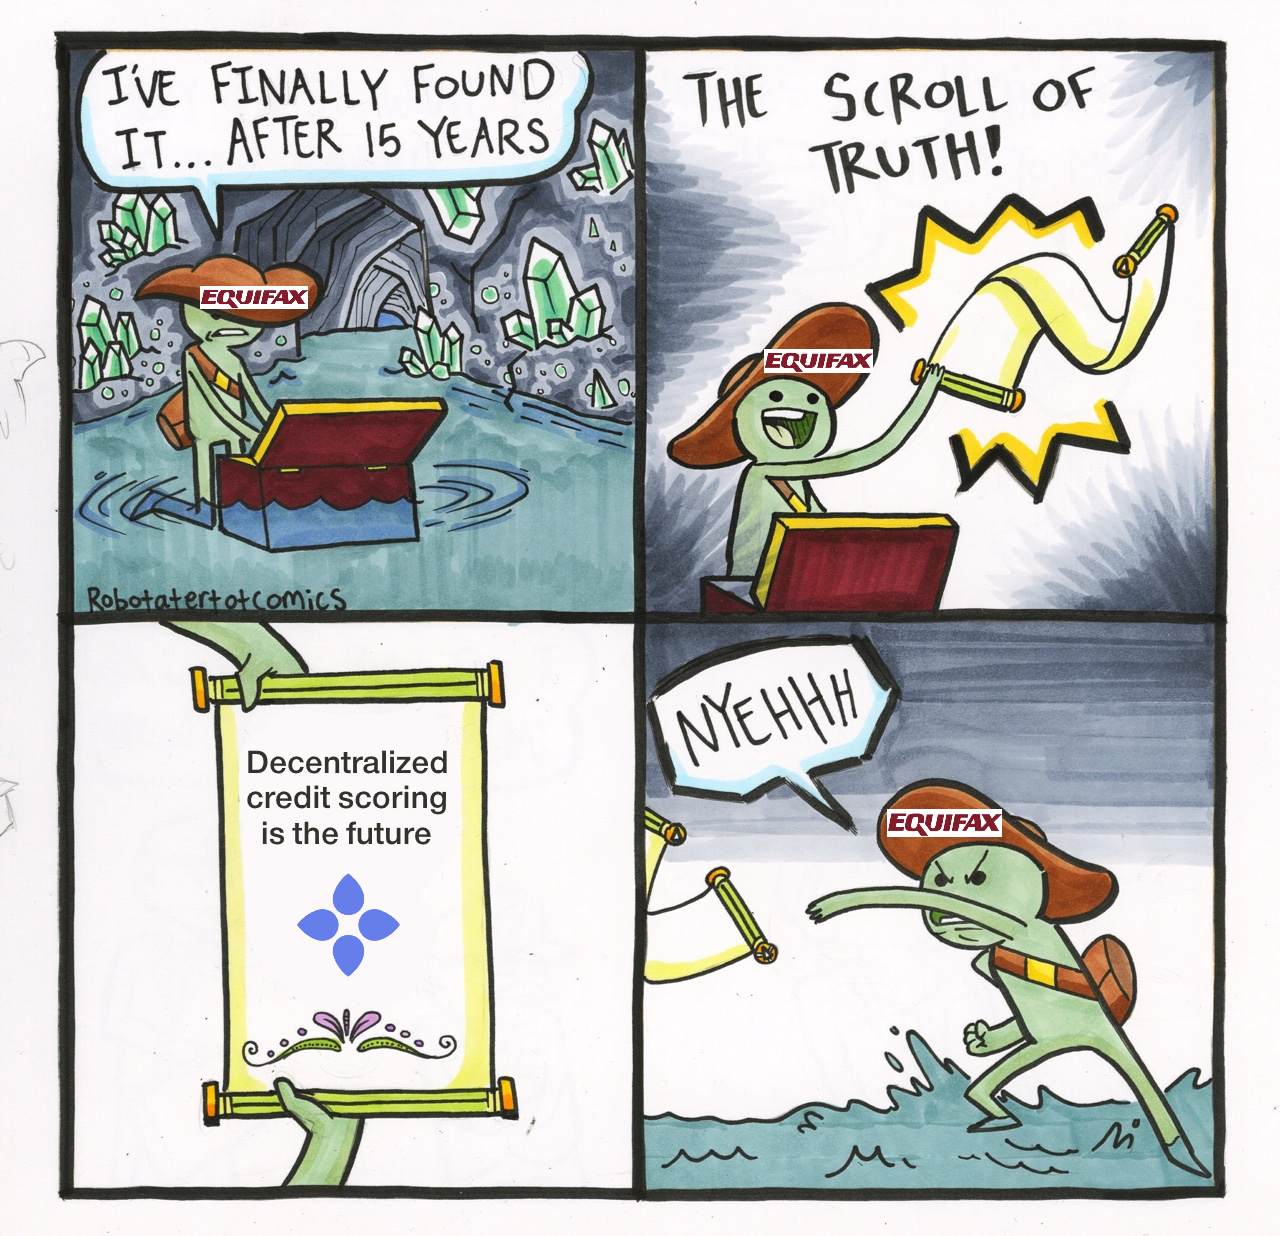 I'VE FINALLY FOUND
IT... AFTER 15 YEARS
EQUIFAX
Robotatertotcomics
THE SCROLL OF
TRUTH!
EQUIFAX
Decentralized
credit scoring
is the future
NYEHHH
EQUIFAX